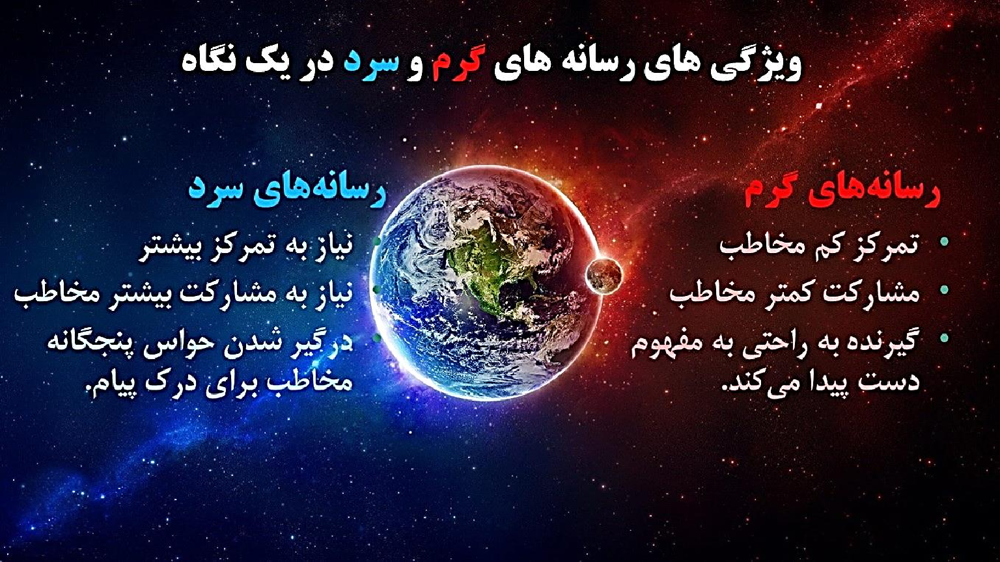 ویژگی های رسانه های گرم و سرد در یک نگاه
رسانه‌های گرم
• تمرکز کم مخاطب
• مشارکت کمتر مخاطب
• گیرنده به راحتی به مفهوم
دست پیدا می‌کند.
رسانه‌های سرد
• نیاز به تمرکز بیشتر
• نیاز به مشارکت بیشتر مخاطب
• درگیر شدن حواس پنجگانه
مخاطب برای درک پیام.